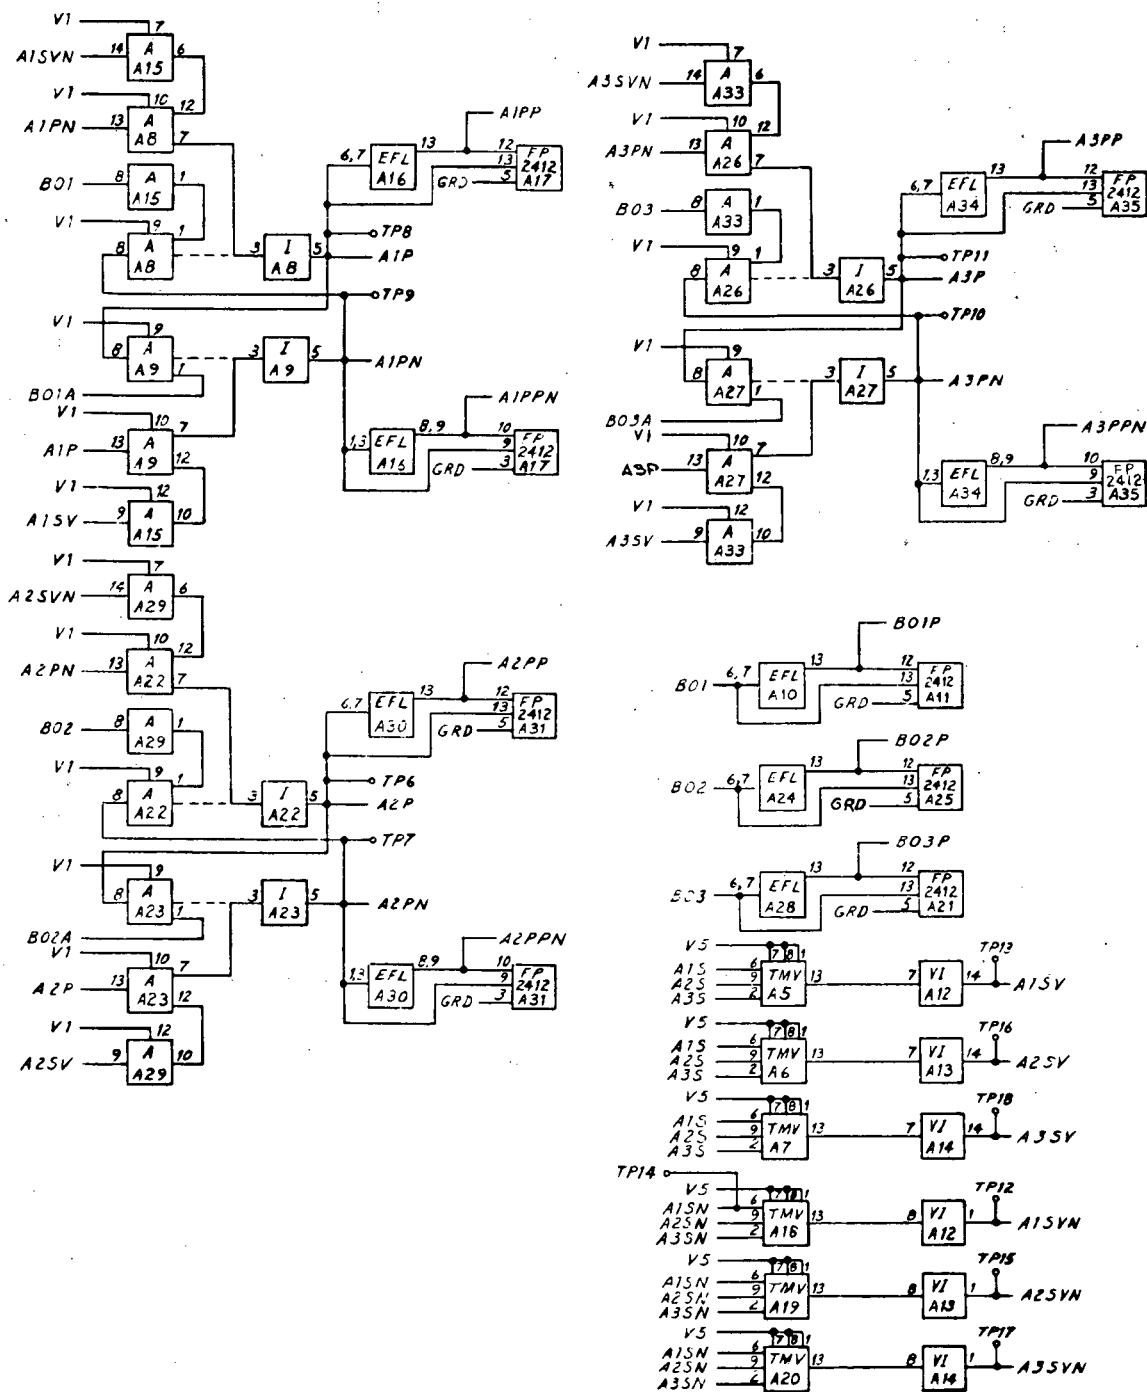 V1
7
A1SVN
14
A
A15
6
V1
10
A1PN
13
A
A8
12
7
B01
8
A
A15
1
V1
9
8
A
A8
1
3
I
A8
5
6,7
EFL
A16
13
A1PP
12
13
GRD
5
FP
2412
A17
TP8
A1P
TP9
V1
9
8
A
A9
1
B01A
3
I
A9
5
A1PN
V1
10
A1P
13
A
A9
7
12
V1
12
A1SV
9
A
A15
10
1,3
EFL
A16
8,9
A1PPN
10
9
GRD
3
FP
2412
A17
V1
7
A2SVN
14
A
A29
6
V1
10
A2PN
13
A
A22
12
7
B02
8
A
A29
1
V1
9
8
A
A22
1
3
I
A22
5
6,7
EFL
A30
13
A2PP
12
13
GRD
5
FP
2412
A31
TP6
A2P
TP7
V1
9
8
A
A23
1
B02A
3
I
A23
5
A2PN
V1
10
A2P
13
A
A23
7
12
V1
12
A2SV
9
A
A29
10
1,3
EFL
A30
8,9
A2PPN
10
9
GRD
3
FP
2412
A31
V1
7
A3SVN
14
A
A33
6
V1
10
A3PN
13
A
A26
12
7
B03
8
A
A33
1
V1
9
8
A
A26
1
3
I
A26
5
6,7
EFL
A34
13
A3PP
12
13
GRD
5
FP
2412
A35
TP11
A3P
TP10
V1
9
8
A
A27
1
B03A
3
I
A27
5
A3PN
V1
10
A3P
13
A
A27
7
12
V1
12
A3SV
9
A
A33
10
1,3
EFL
A34
8,9
A3PPN
10
9
GRD
3
FP
2412
A35
B01
6,7
EFL
A10
13
B01P
12
13
GRD
5
FP
2412
A11
B02
6,7
EFL
A24
13
B02P
12
13
GRD
5
FP
2412
A25
B03
6,7
EFL
A28
13
B03P
12
13
GRD
5
FP
2412
A21
V5
7 8 1
A1S 6
A2S 9
A3S 2
TMV
A5
13
7
VI
A12
14
TP13
A1SV
V5
7 8 1
A1S 6
A2S 9
A3S 2
TMV
A6
13
7
VI
A13
14
TP16
A2SV
V5
7 8 1
A1S 6
A2S 9
A3S 2
TMV
A7
13
7
VI
A14
14
TP18
A3SV
TP14
V5
7 8 1
A1SN 6
A2SN 9
A3SN 2
TMV
A18
13
8
VI
A12
1
TP12
A1SVN
V5
7 8 1
A1SN 6
A2SN 9
A3SN 2
TMV
A19
13
8
VI
A13
1
TP15
A2SVN
V5
7 8 1
A1SN 6
A2SN 9
A3SN 2
TMV
A20
13
8
VI
A14
1
TP17
A3SVN